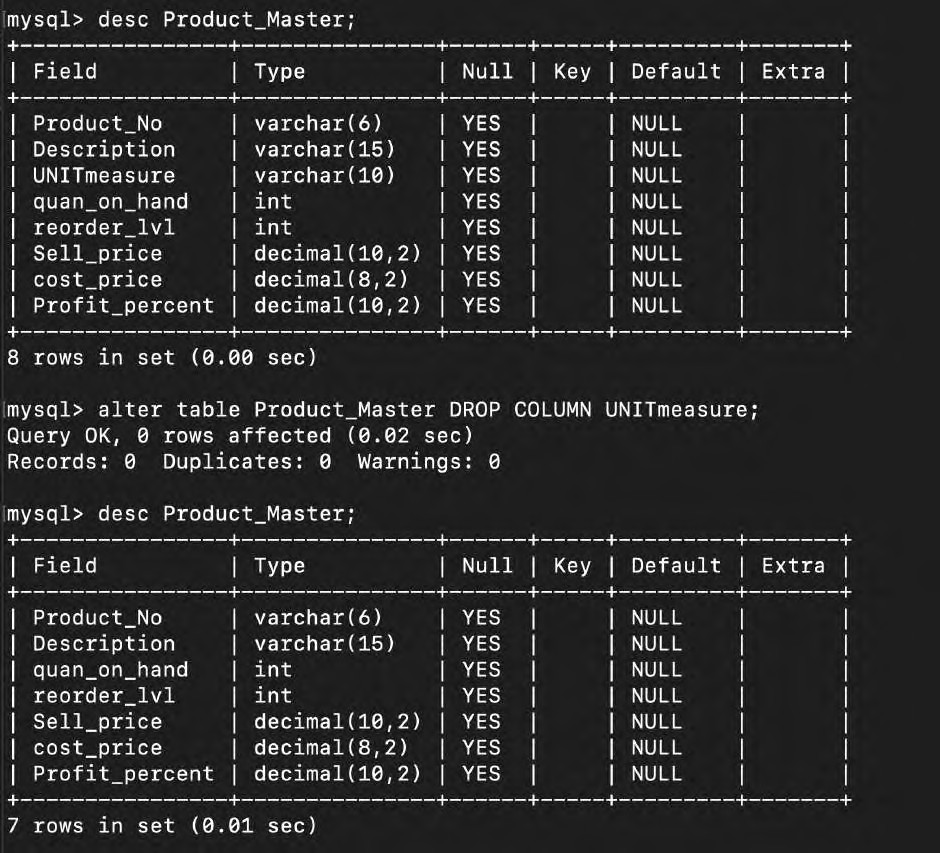 mysql> desc Product_Master;
+-----------------+---------------+------+-----+---------+-------+
| Field           | Type          | Null | Key | Default | Extra |
+-----------------+---------------+------+-----+---------+-------+
| Product_No      | varchar(6)    | YES  |     | NULL    |       |
| Description     | varchar(15)   | YES  |     | NULL    |       |
| UNITmeasure     | varchar(10)   | YES  |     | NULL    |       |
| quan_on_hand    | int           | YES  |     | NULL    |       |
| reorder_lvl     | int           | YES  |     | NULL    |       |
| Sell_price      | decimal(10,2) | YES  |     | NULL    |       |
| cost_price      | decimal(8,2)  | YES  |     | NULL    |       |
| Profit_percent  | decimal(10,2) | YES  |     | NULL    |       |
+-----------------+---------------+------+-----+---------+-------+
8 rows in set (0.00 sec)
mysql> alter table Product_Master DROP COLUMN UNITmeasure;
Query OK, 0 rows affected (0.02 sec)
Records: 0  Duplicates: 0  Warnings: 0
mysql> desc Product_Master;
+-----------------+---------------+------+-----+---------+-------+
| Field           | Type          | Null | Key | Default | Extra |
+-----------------+---------------+------+-----+---------+-------+
| Product_No      | varchar(6)    | YES  |     | NULL    |       |
| Description     | varchar(15)   | YES  |     | NULL    |       |
| quan_on_hand    | int           | YES  |     | NULL    |       |
| reorder_lvl     | int           | YES  |     | NULL    |       |
| Sell_price      | decimal(10,2) | YES  |     | NULL    |       |
| cost_price      | decimal(8,2)  | YES  |     | NULL    |       |
| Profit_percent  | decimal(10,2) | YES  |     | NULL    |       |
+-----------------+---------------+------+-----+---------+-------+
7 rows in set (0.01 sec)